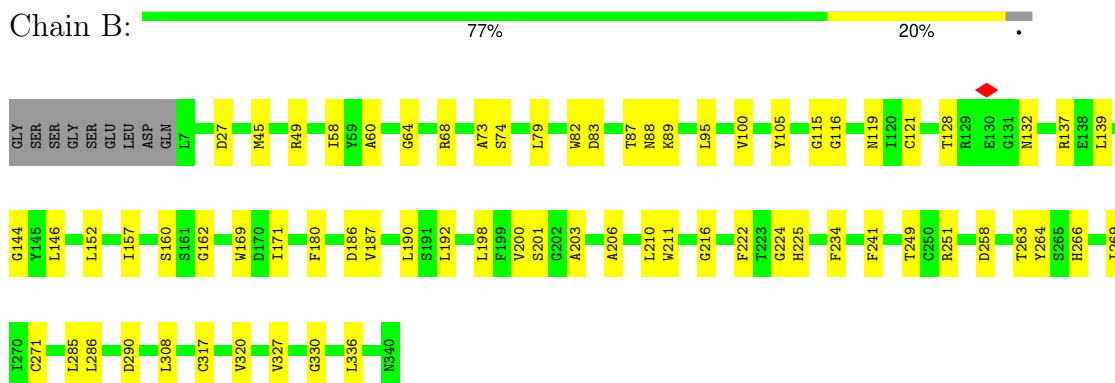 Chain B:
77% 20% •
GLY SER SER GLY SER GLU LEU ASP GLN L7 D27 M45 R49 I58 Y59 A60 G64 R68 A73 S74 L79 W82 D83 T87 N88 K89 L95 V100 Y105 G115 G116 N119 I120 C121 T128 R129 E130 G131 N132 R137 E138 L139
G144 Y145 L146 L152 I157 S160 S161 G162 W169 D170 I171 F180 D186 V187 L190 S191 L192 L198 F199 V200 S201 G202 A203 A206 L210 W211 G216 F222 T223 G224 H225 F234 F241 T249 C250 R251 D258 T263 Y264 S265 H266
I270 C271 L285 L286 D290 L308 C317 V320 V327 G330 L336 N340